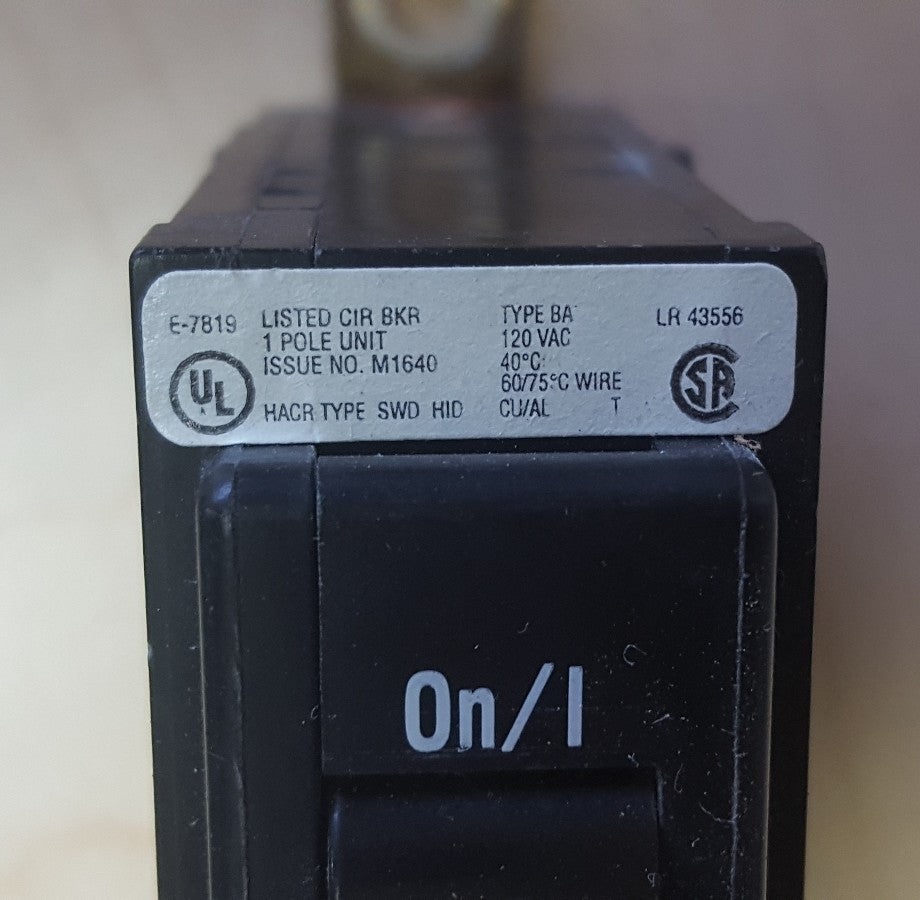 E-7819
UL
LISTED CIR BKR
1 POLE UNIT
ISSUE NO. M1640
HACR TYPE SWD HID
TYPE BA
120 VAC
40°C
60/75°C WIRE
CU/AL T
LR 43556
SA
On/I